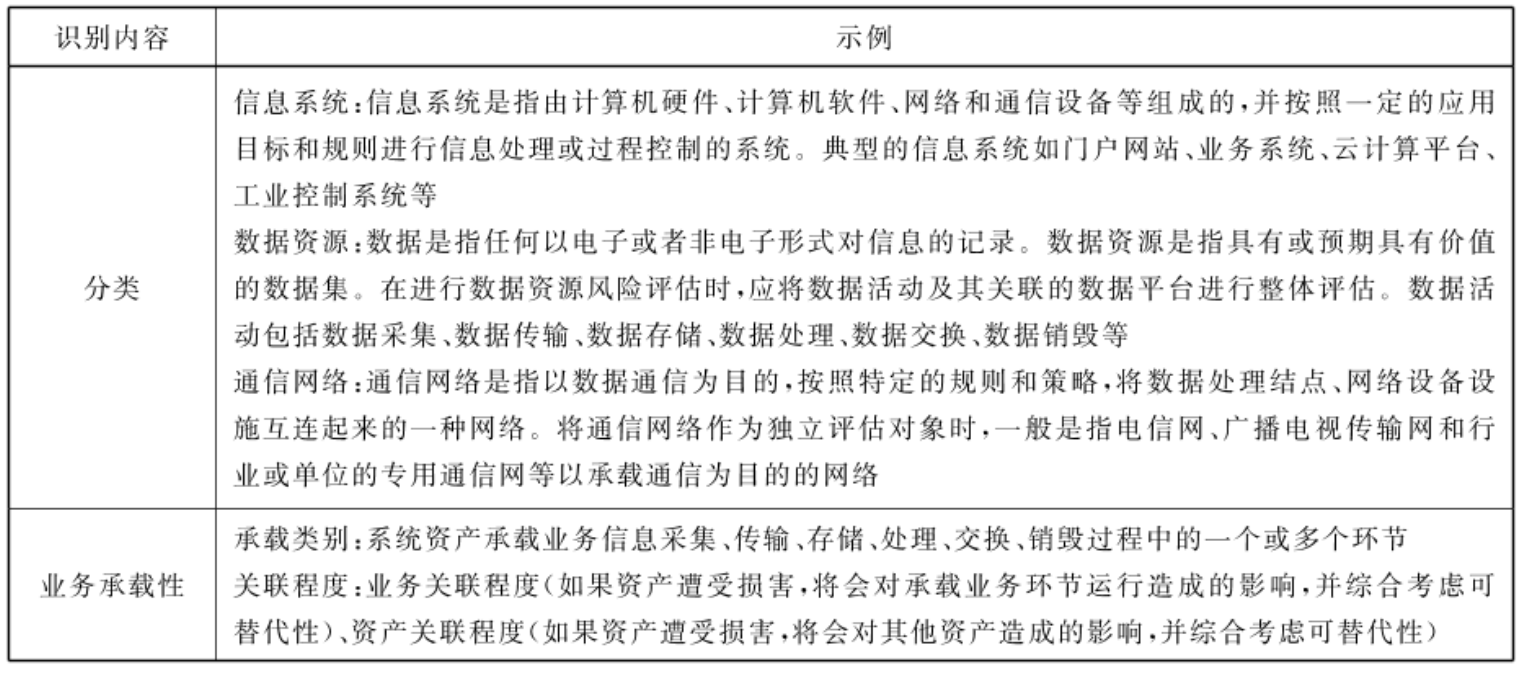 识别内容
示例
分类
信息系统:信息系统是指由计算机硬件、计算机软件、网络和通信设备等组成的,并按照一定的应用
目标和规则进行信息处理或过程控制的系统。典型的信息系统如门户网站、业务系统、云计算平台、
工业控制系统等
数据资源:数据是指任何以电子或者非电子形式对信息的记录。数据资源是指具有或预期具有价值
的数据集。在进行数据资源风险评估时,应将数据活动及其关联的数据平台进行整体评估。数据活
动包括数据采集、数据传输、数据存储、数据处理、数据交换、数据销毁等
通信网络:通信网络是指以数据通信为目的,按照特定的规则和策略,将数据处理结点、网络设备设
施互连起来的一种网络。将通信网络作为独立评估对象时,一般是指电信网、广播电视传输网和行
业或单位的专用通信网等以承载通信为目的的网络
业务承载性
承载类别:系统资产承载业务信息采集、传输、存储、处理、交换、销毁过程中的一个或多个环节
关联程度:业务关联程度(如果资产遭受损害,将会对承载业务环节运行造成的影响,并综合考虑可
替代性)、资产关联程度(如果资产遭受损害,将会对其他资产造成的影响,并综合考虑可替代性)